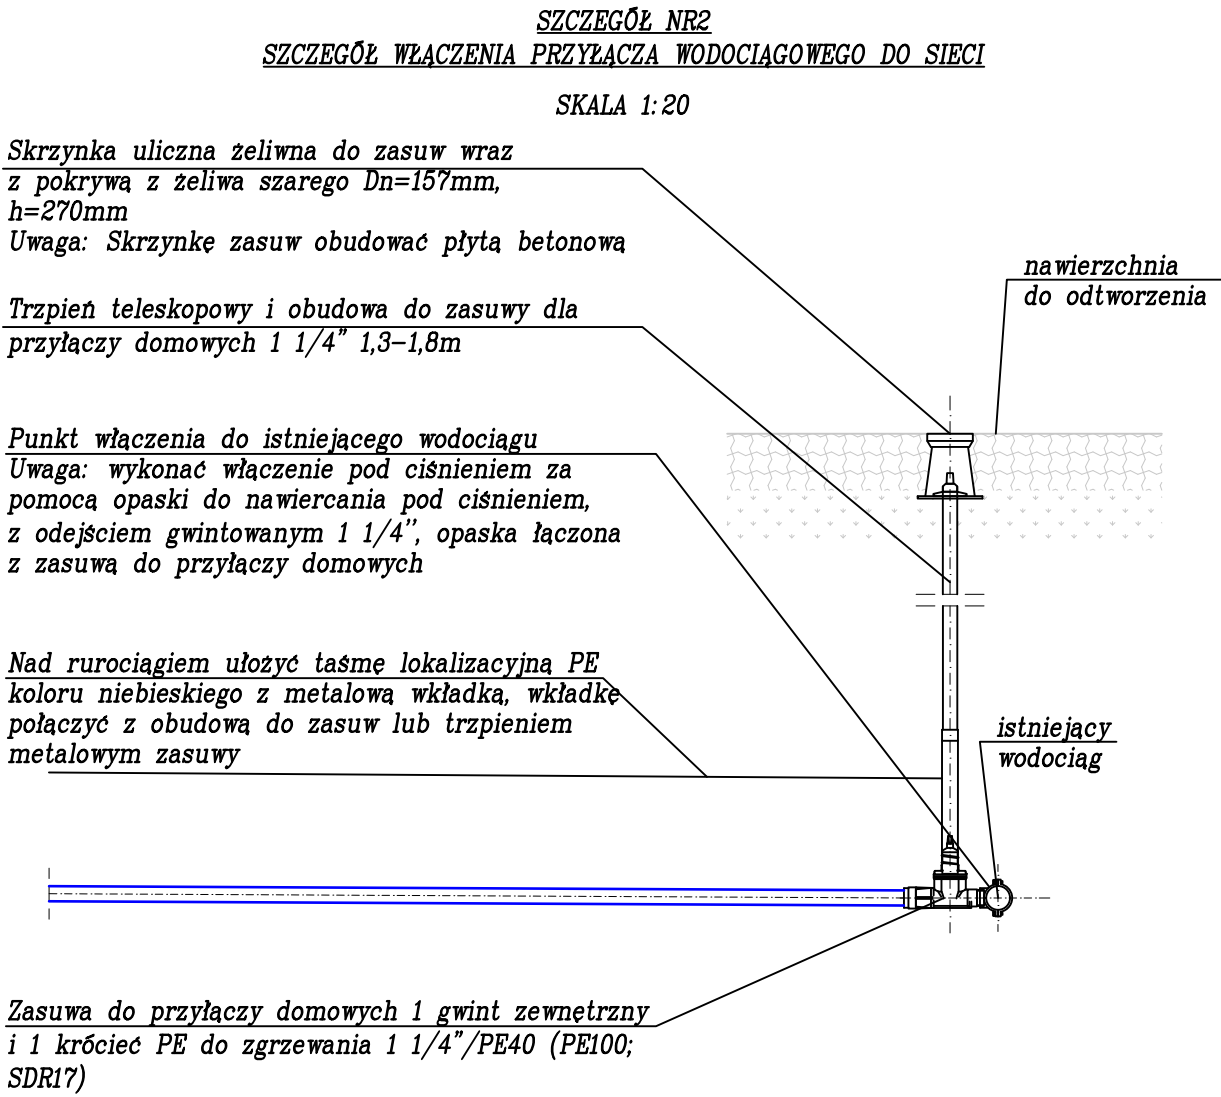 SZCZEGÓŁ NR2
SZCZEGÓŁ WŁĄCZENIA PRZYŁĄCZA WODOCIĄGOWEGO DO SIECI
SKALA 1:20
Skrzynka uliczna żeliwna do zasuw wraz
z pokrywą z żeliwa szarego Dn=157mm,
h=270mm
Uwaga: Skrzynkę zasuw obudować płytą betonową
nawierzchnia
do odtworzenia
Trzpień teleskopowy i obudowa do zasuwy dla
przyłączy domowych 1 1/4" 1,3-1,8m
Punkt włączenia do istniejącego wodociągu
Uwaga: wykonać włączenie pod ciśnieniem za
pomocą opaski do nawiercania pod ciśnieniem,
z odejściem gwintowanym 1 1/4'', opaska łączona
z zasuwą do przyłączy domowych
Nad rurociągiem ułożyć taśmę lokalizacyjną PE
koloru niebieskiego z metalową wkładką, wkładkę
połączyć z obudową do zasuw lub trzpieniem
metalowym zasuwy
istniejący
wodociąg
Zasuwa do przyłączy domowych 1 gwint zewnętrzny
i 1 króciec PE do zgrzewania 1 1/4"/PE40 (PE100;
SDR17)